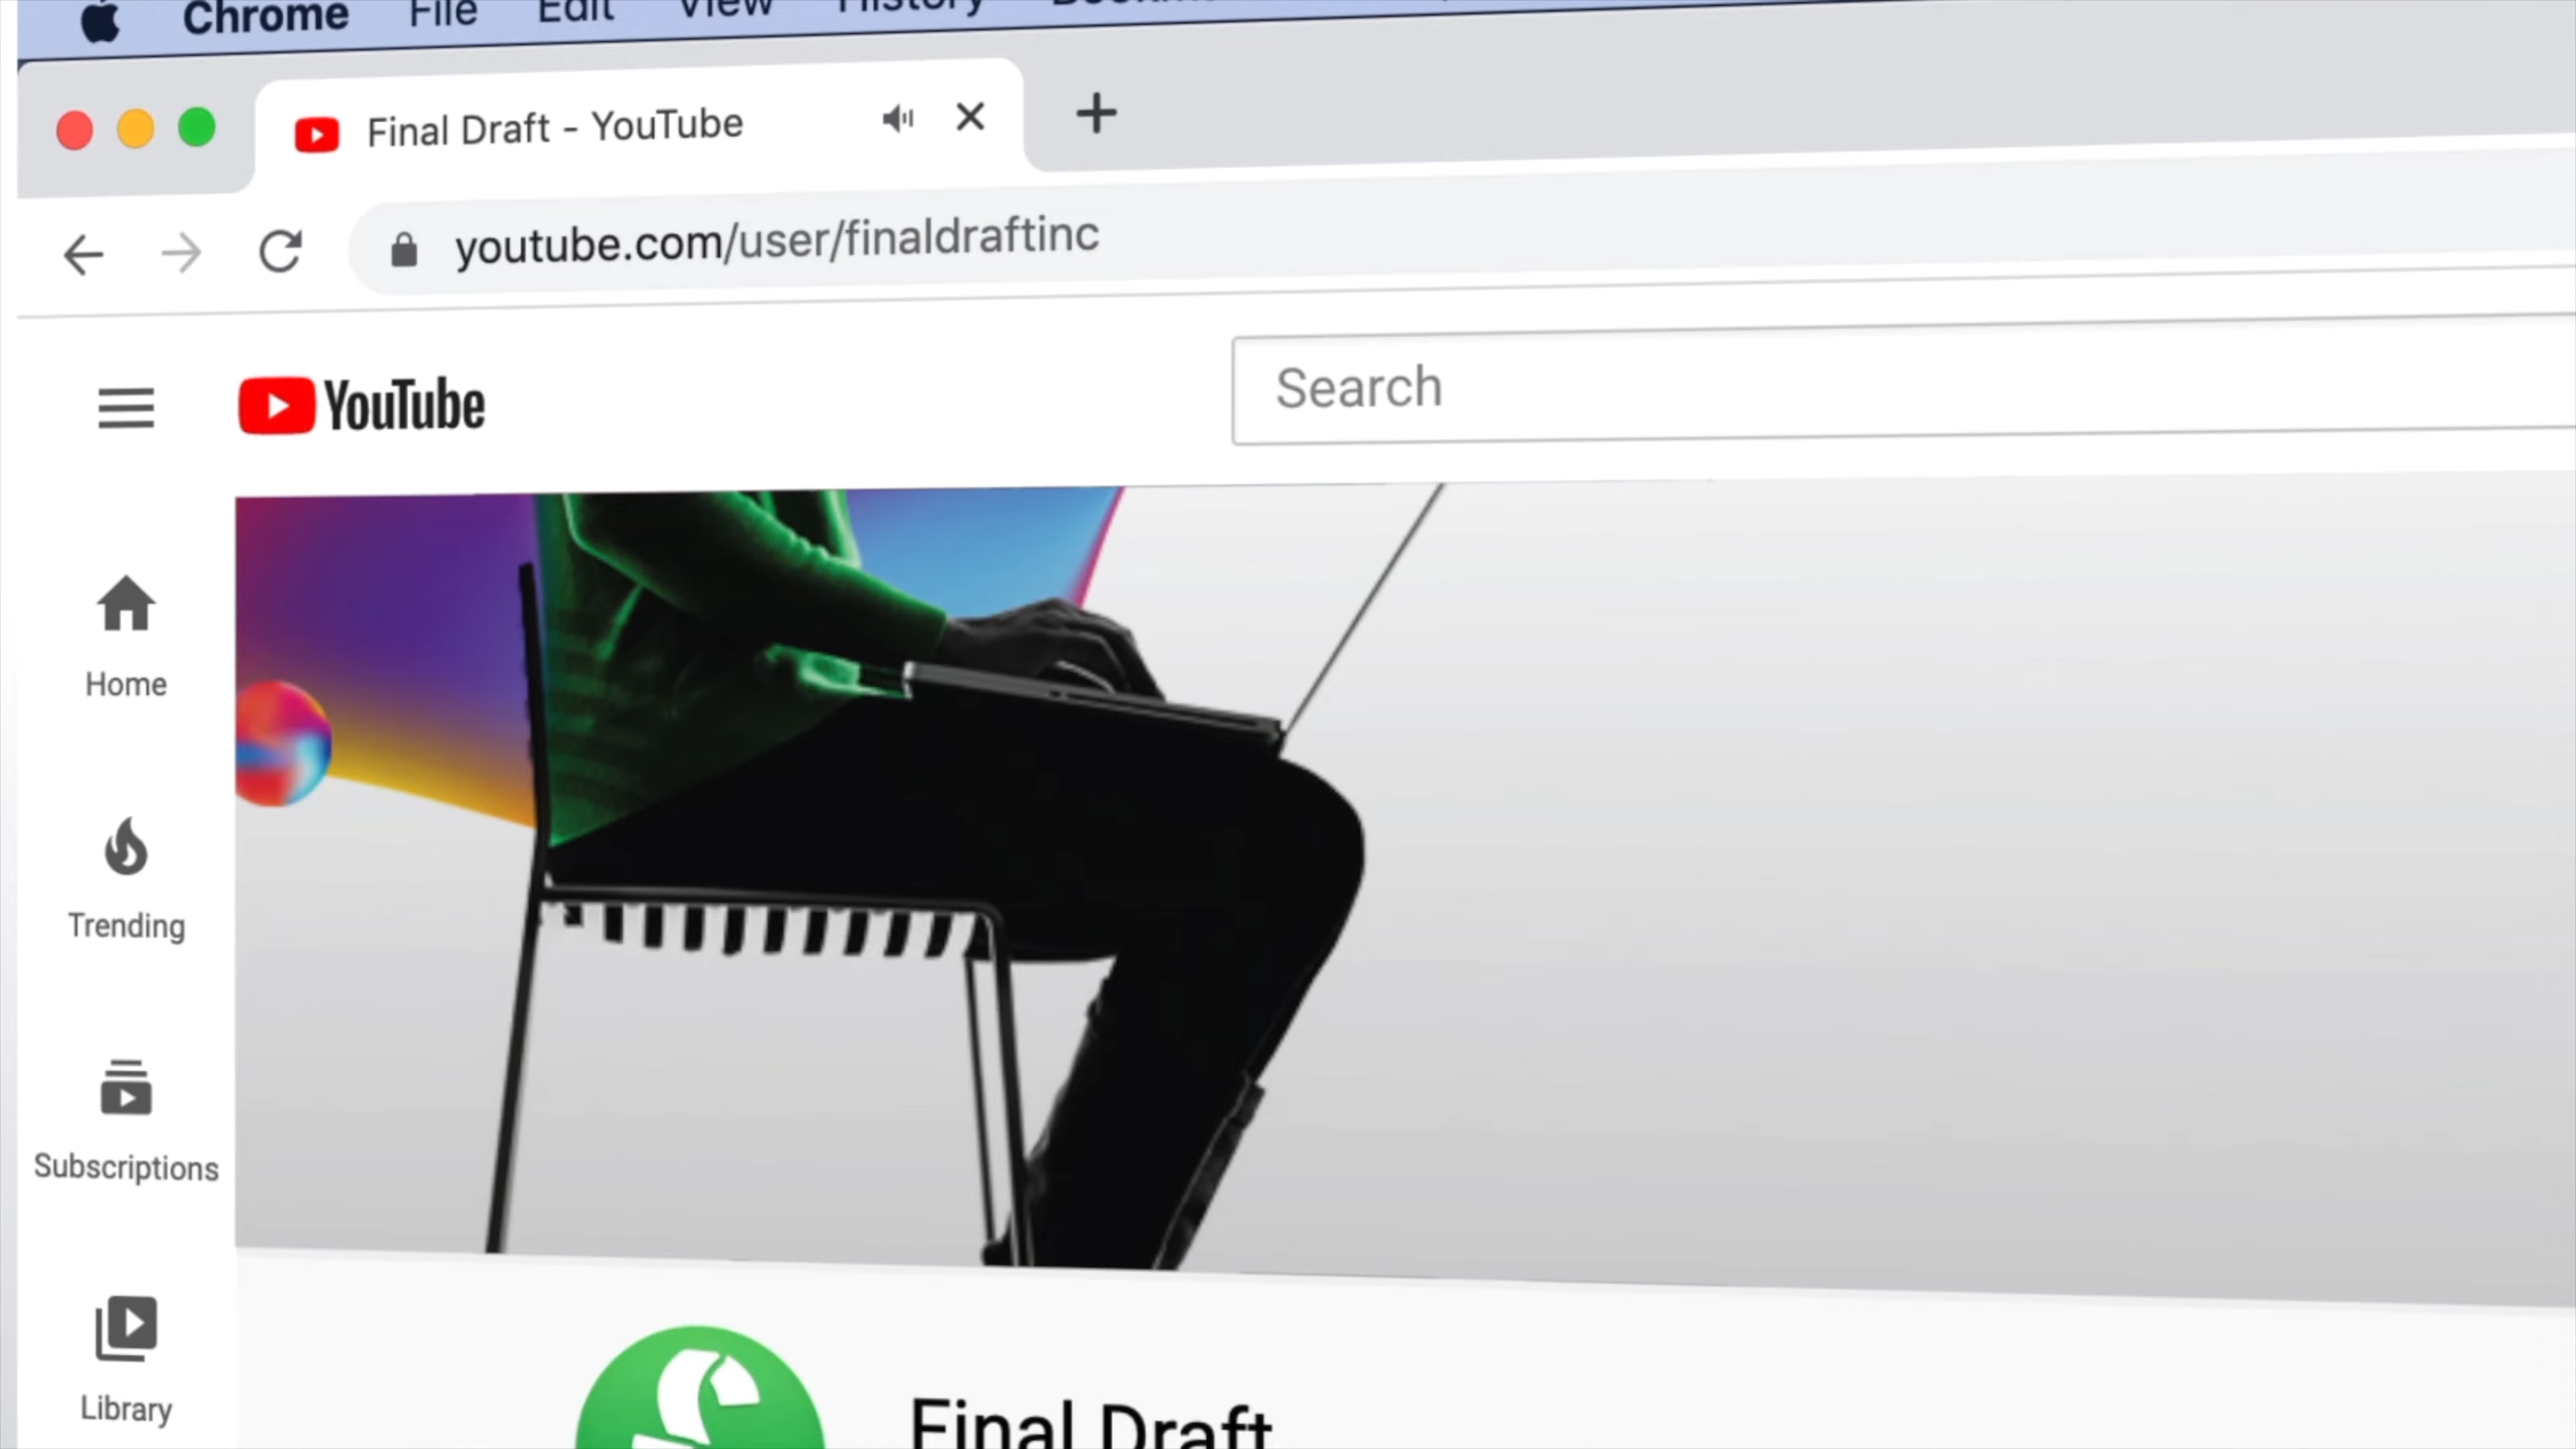 Chrome File Edit View History
Final Draft - YouTube
youtube.com/user/finaldraftinc
YouTube
Search
Home
Trending
Subscriptions
Library
Final Draft